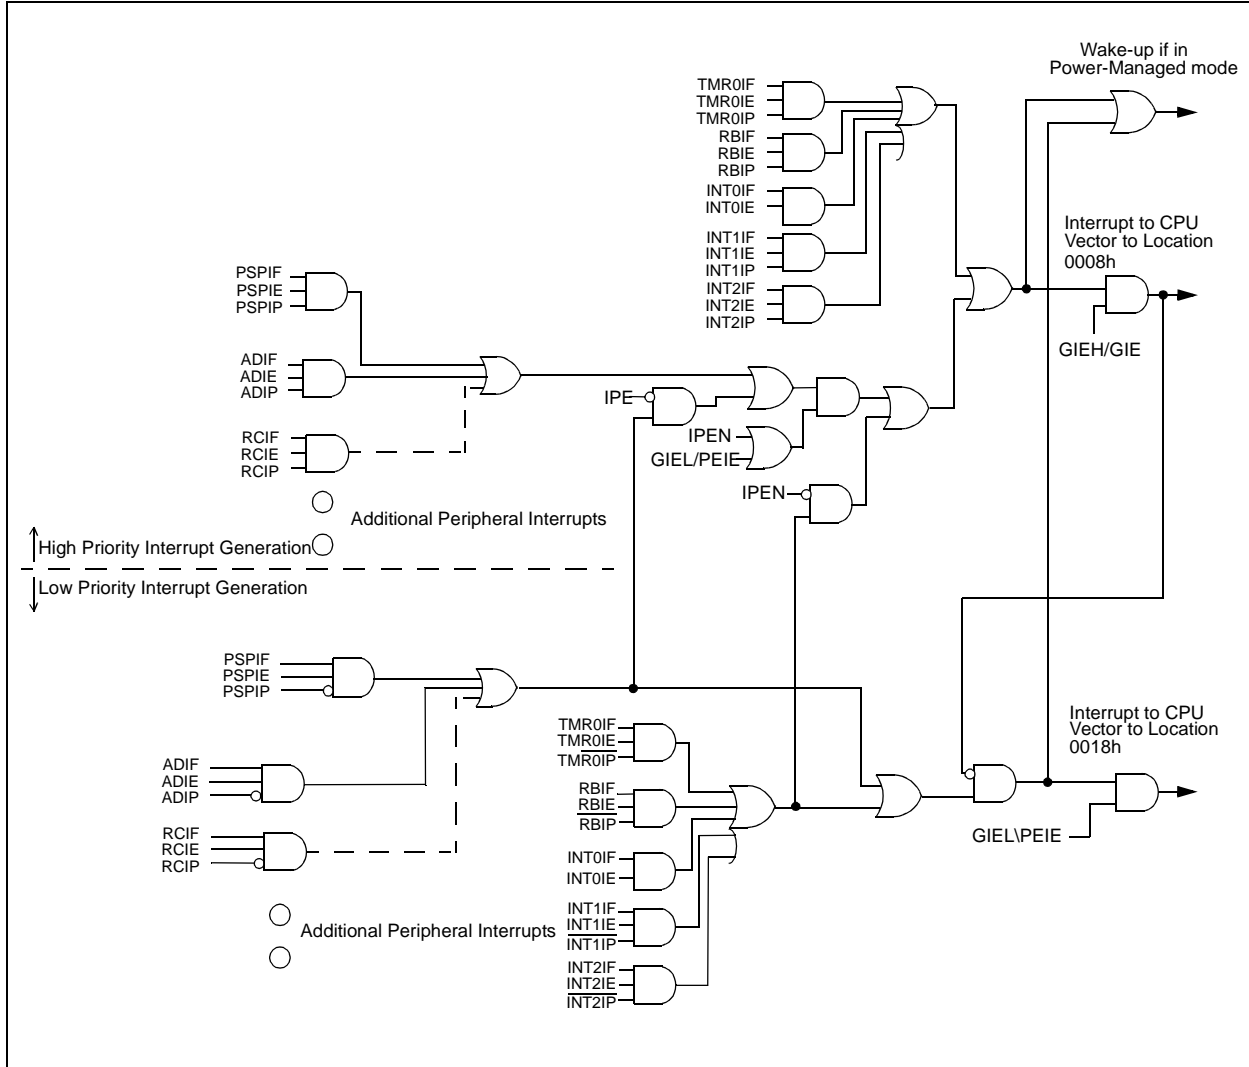 Wake-up if in
Power-Managed mode
TMR0IF
TMR0IE
TMR0IP
RBIF
RBIE
RBIP
INT0IF
INT0IE
INT1IF
INT1IE
INT1IP
INT2IF
INT2IE
INT2IP
Interrupt to CPU
Vector to Location
0008h
GIEH/GIE
PSPIF
PSPIE
PSPIP
ADIF
ADIE
ADIP
RCIF
RCIE
RCIP
IPE
IPEN
GIEL/PEIE
IPEN
Additional Peripheral Interrupts
High Priority Interrupt Generation
Low Priority Interrupt Generation
PSPIF
PSPIE
PSPIP
ADIF
ADIE
ADIP
RCIF
RCIE
RCIP
Additional Peripheral Interrupts
TMR0IF
TMR0IE
TMR0IP
RBIF
RBIE
RBIP
INT0IF
INT0IE
INT1IF
INT1IE
INT1IP
INT2IF
INT2IE
INT2IP
Interrupt to CPU
Vector to Location
0018h
GIEL\PEIE